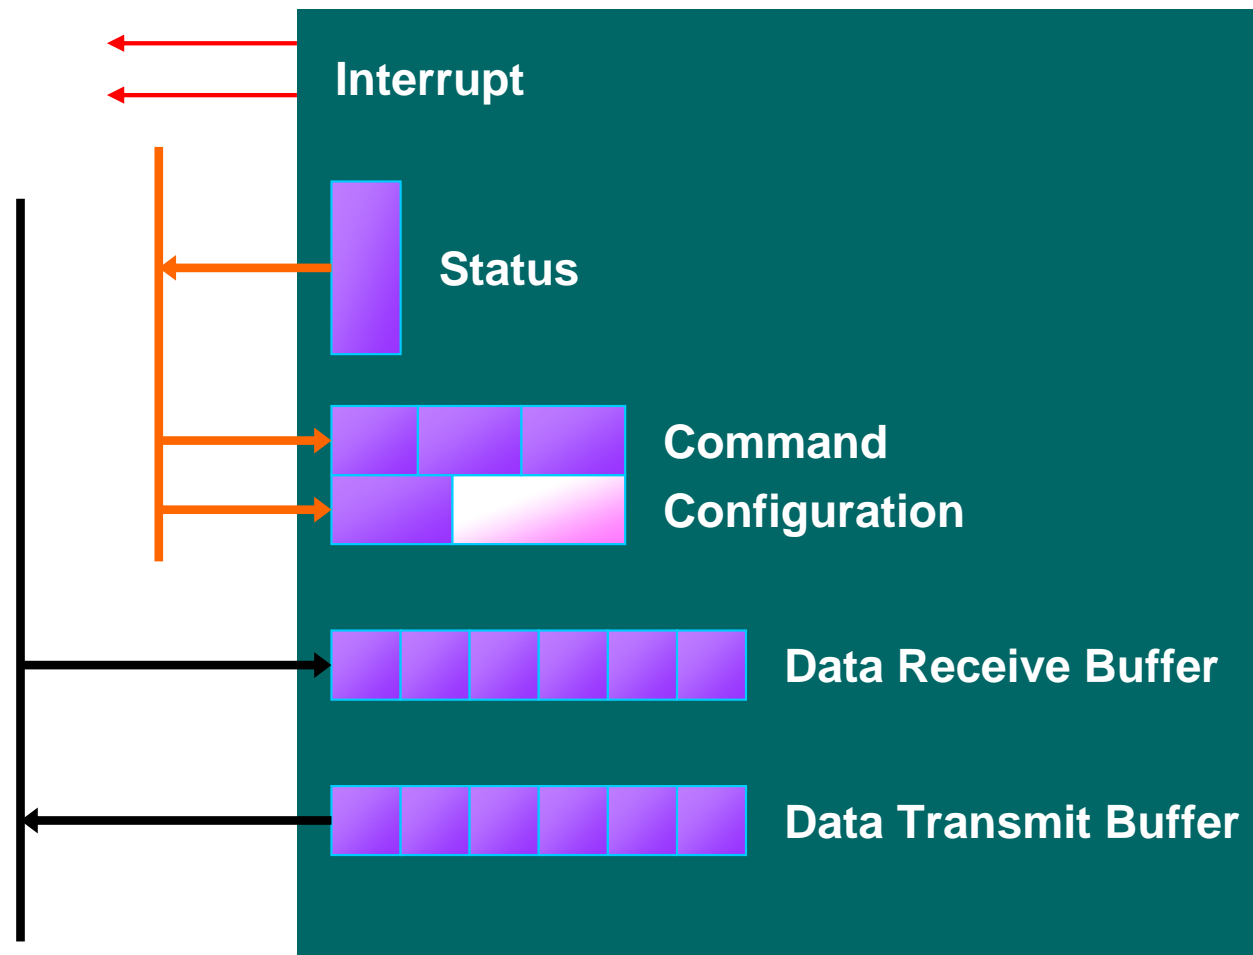 Interrupt
Status
Command
Configuration
Data Receive Buffer
Data Transmit Buffer